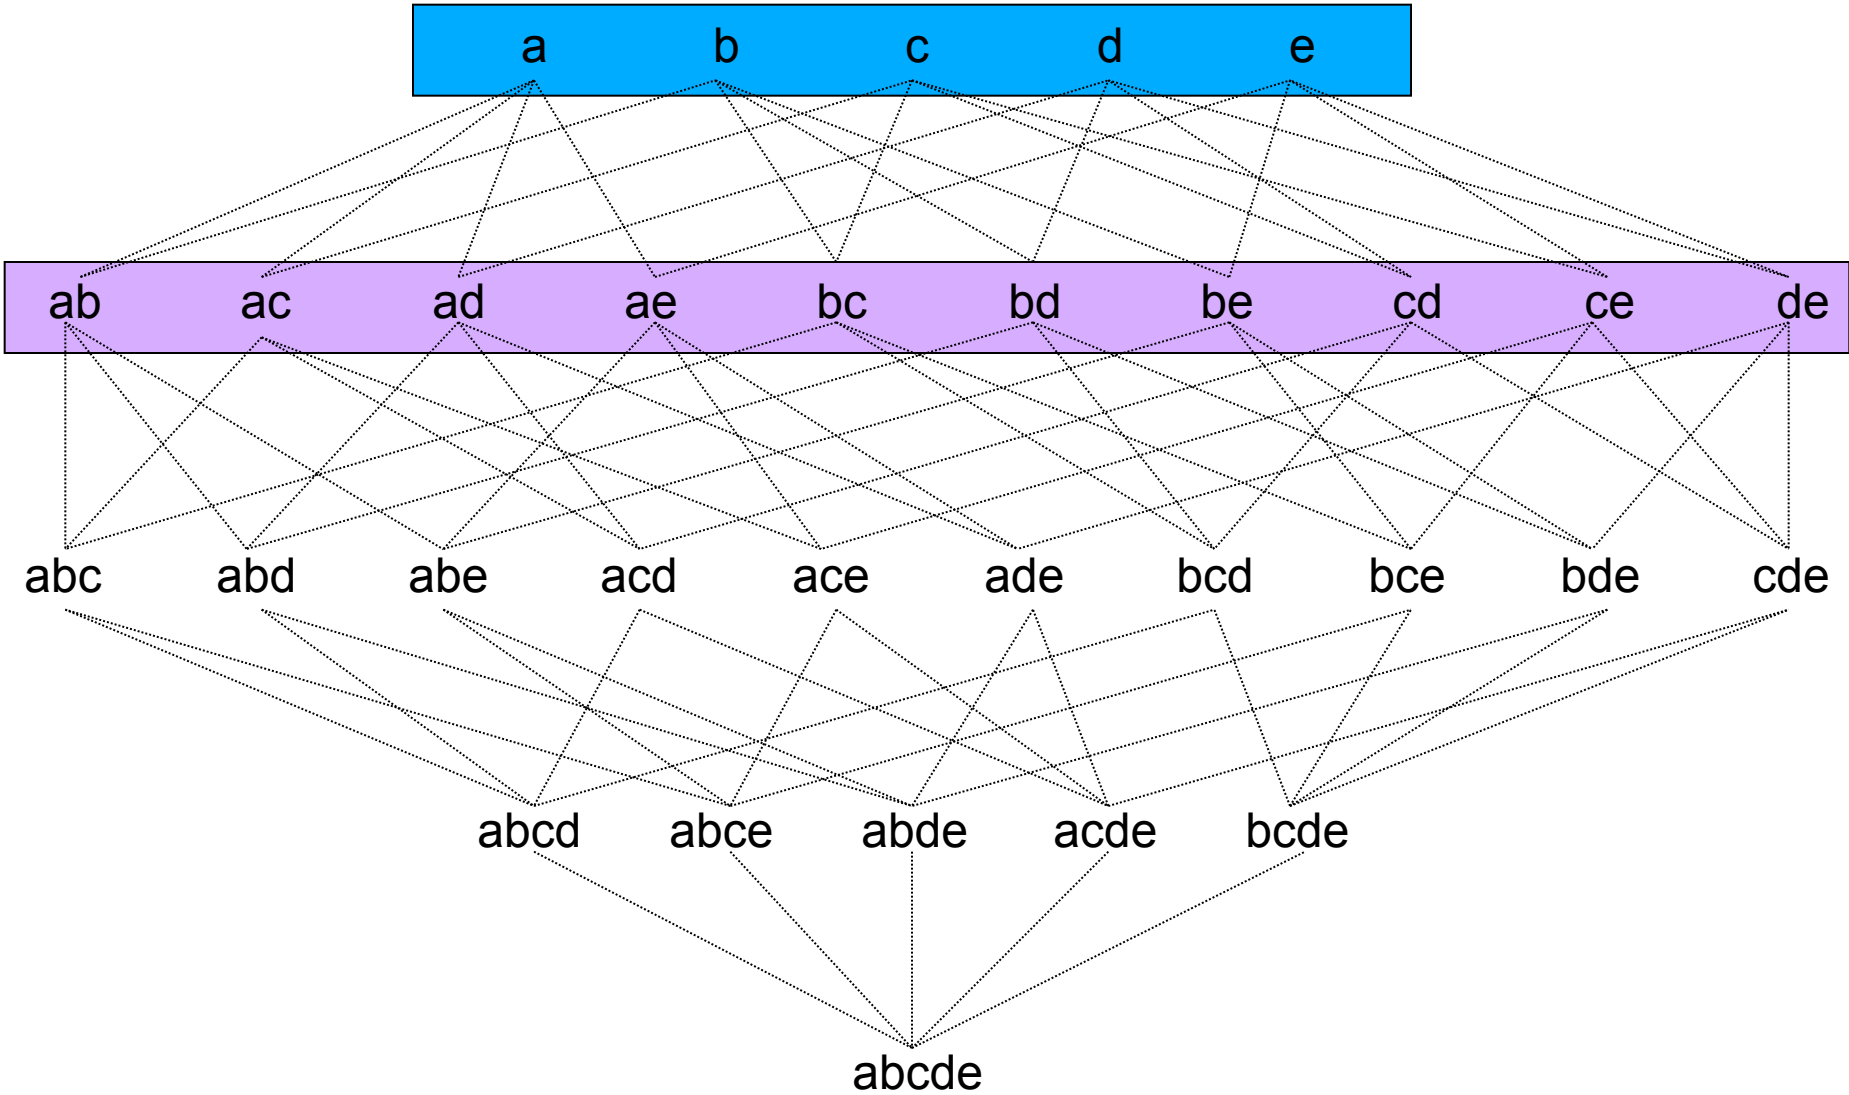 a b c d e
ab ac ad ae bc bd be cd ce de
abc abd abe acd ace ade bcd bce bde cde
abcd abce abde acde bcde
abcde